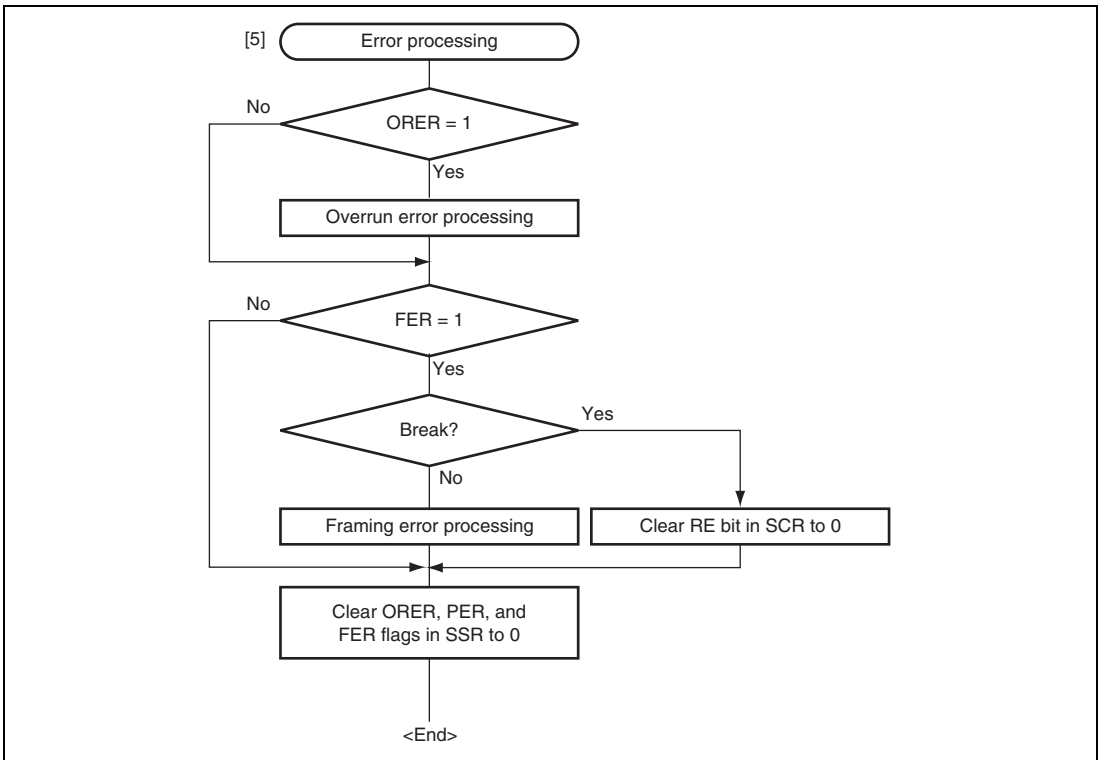 [5] Error processing
No
ORER = 1
Yes
Overrun error processing
No
FER = 1
Yes
Break?
Yes
No
Framing error processing
Clear RE bit in SCR to 0
Clear ORER, PER, and
FER flags in SSR to 0
<End>